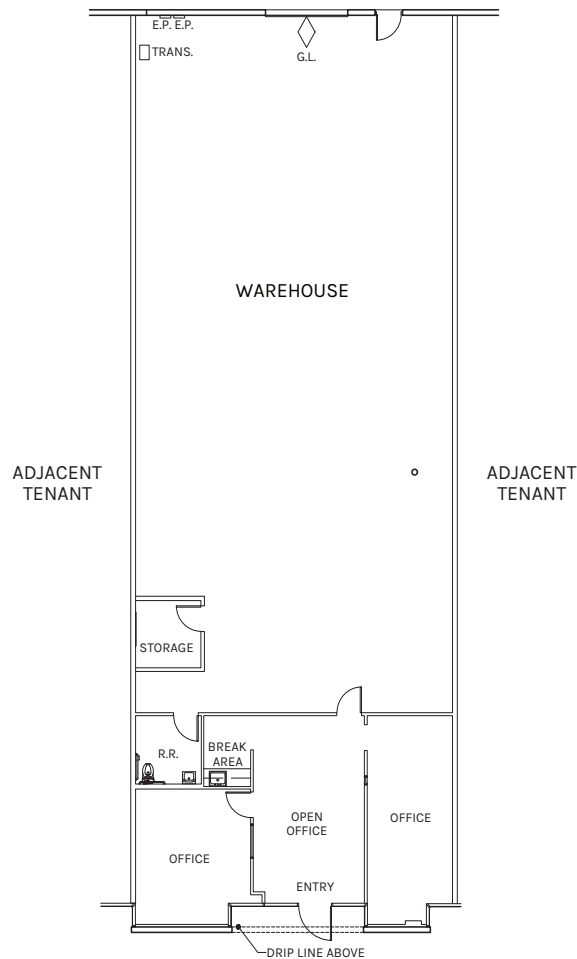 E.P. E.P.
TRANS.
G.L.
WAREHOUSE
ADJACENT
TENANT
ADJACENT
TENANT
STORAGE
R.R.
BREAK
AREA
OPEN
OFFICE
OFFICE
OFFICE
ENTRY
DRIP LINE ABOVE